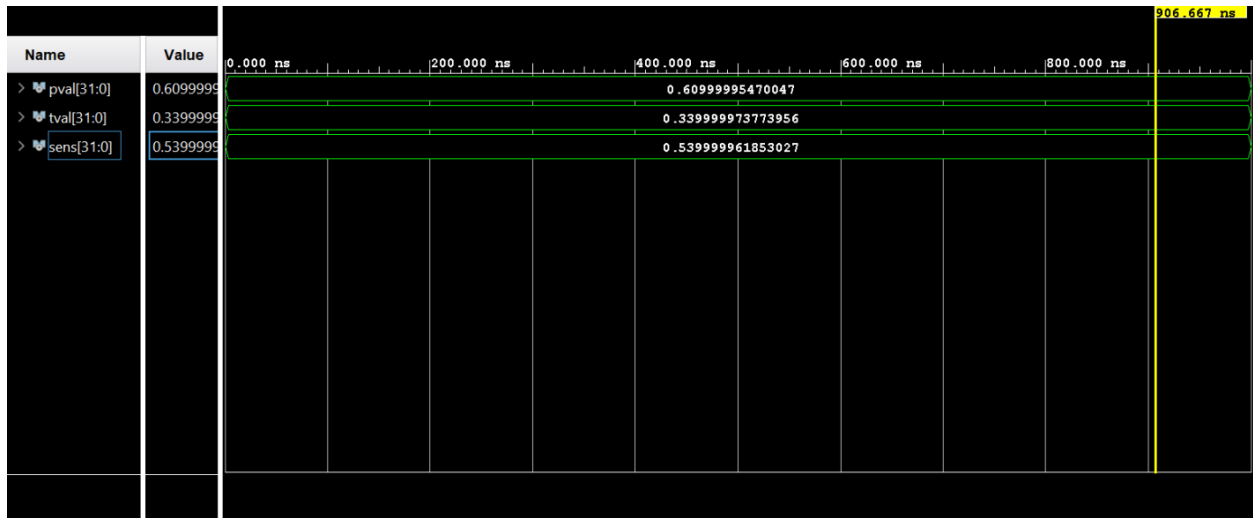 906.667 ns
Name Value
0.000 ns 200.000 ns 400.000 ns 600.000 ns 800.000 ns
> pval[31:0] 0.6099999 0.60999995470047
> tval[31:0] 0.3399999 0.339999973773956
> sens[31:0] 0.5399999 0.539999961853027